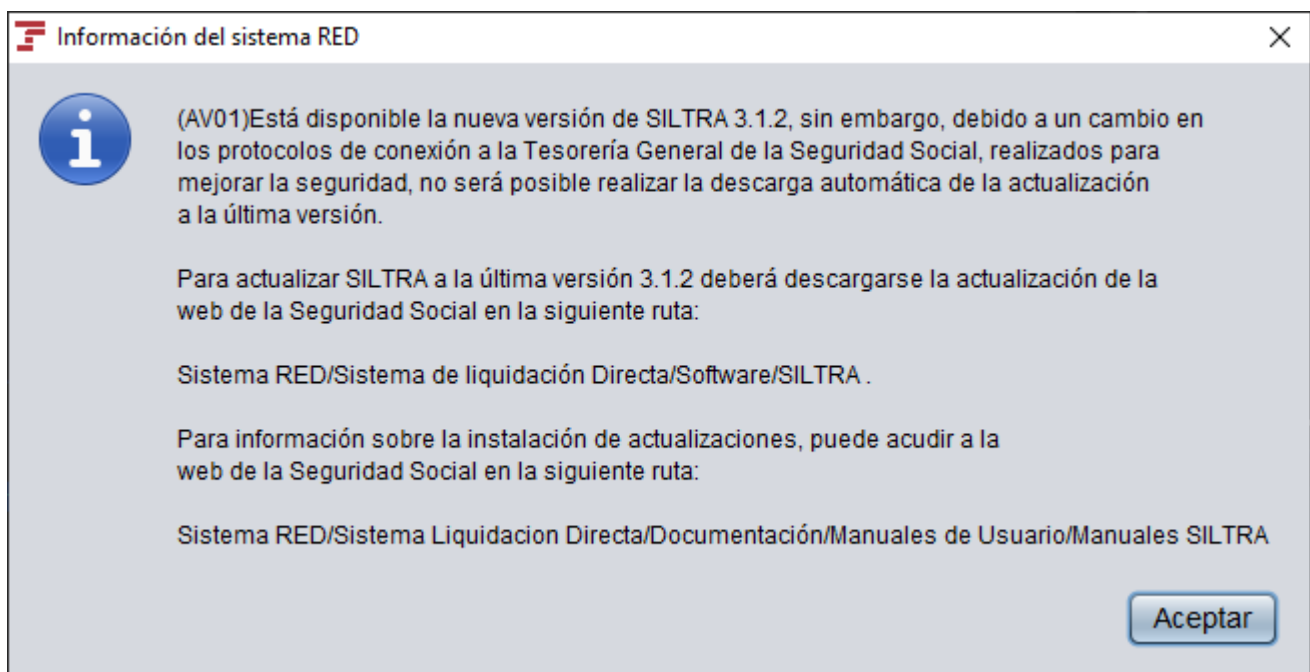 Información del sistema RED
(AV01)Está disponible la nueva versión de SILTRA 3.1.2, sin embargo, debido a un cambio en
los protocolos de conexión a la Tesorería General de la Seguridad Social, realizados para
mejorar la seguridad, no será posible realizar la descarga automática de la actualización
a la última versión.
Para actualizar SILTRA a la última versión 3.1.2 deberá descargarse la actualización de la
web de la Seguridad Social en la siguiente ruta:
Sistema RED/Sistema de liquidación Directa/Software/SILTRA .
Para información sobre la instalación de actualizaciones, puede acudir a la
web de la Seguridad Social en la siguiente ruta:
Sistema RED/Sistema Liquidacion Directa/Documentación/Manuales de Usuario/Manuales SILTRA
Aceptar